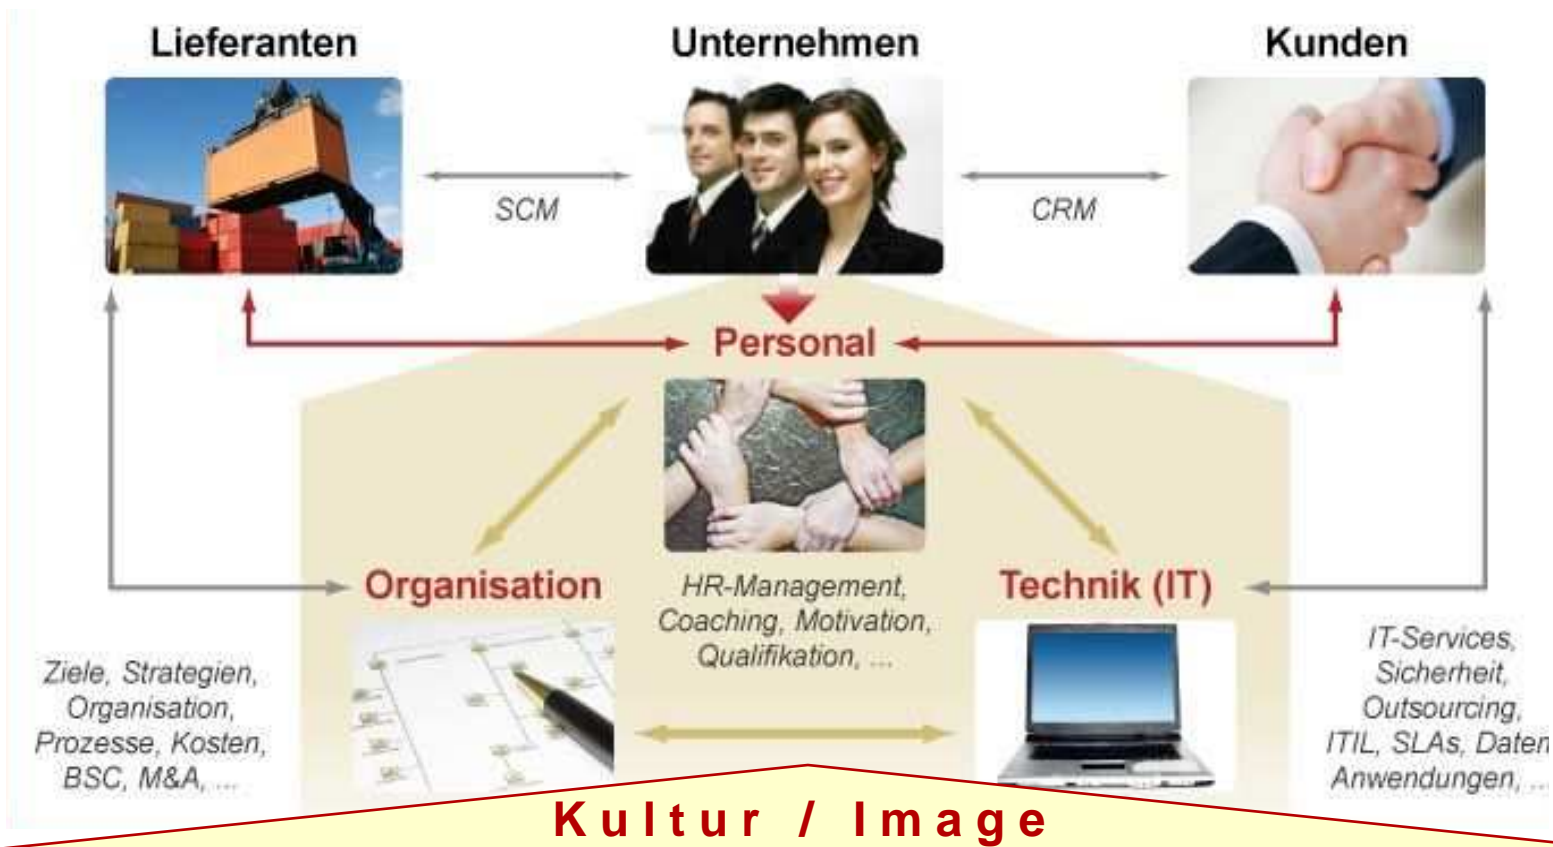 Lieferanten
Unternehmen
Kunden
SCM
CRM
Personal
Organisation
HR-Management,
Coaching, Motivation,
Qualifikation, ...
Technik (IT)
Ziele, Strategien,
Organisation,
Prozesse, Kosten,
BSC, M&A, ...
IT-Services,
Sicherheit,
Outsourcing,
ITIL, SLAs, Daten
Anwendungen, ...
Kultur / Image